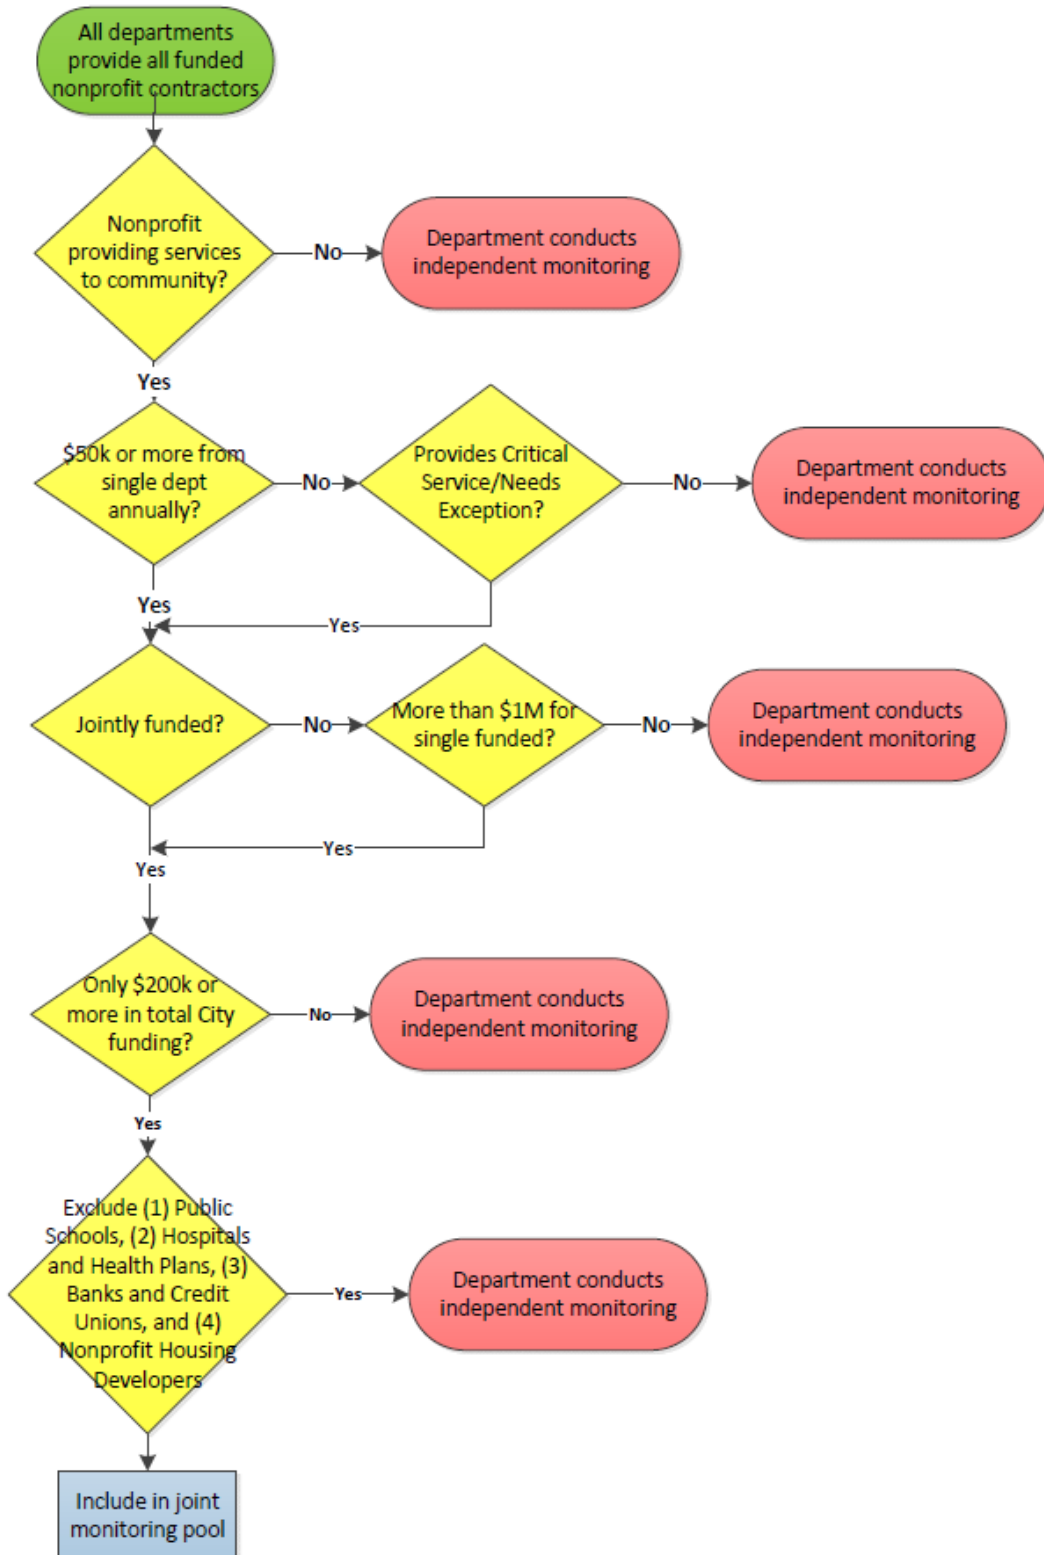 All departments
provide all funded
nonprofit contractors
Nonprofit
providing services
to community?
No
Department conducts
independent monitoring
Yes
$50k or more from
single dept
annually?
No
Provides Critical
Service/Needs
Exception?
No
Department conducts
independent monitoring
Yes
Yes
Jointly funded?
No
More than $1M for
single funded?
No
Department conducts
independent monitoring
Yes
Yes
Only $200k or
more in total City
funding?
No
Department conducts
independent monitoring
Yes
Exclude (1) Public
Schools, (2) Hospitals
and Health Plans, (3)
Banks and Credit
Unions, and (4)
Nonprofit Housing
Developers
Yes
Department conducts
independent monitoring
Include in joint
monitoring pool